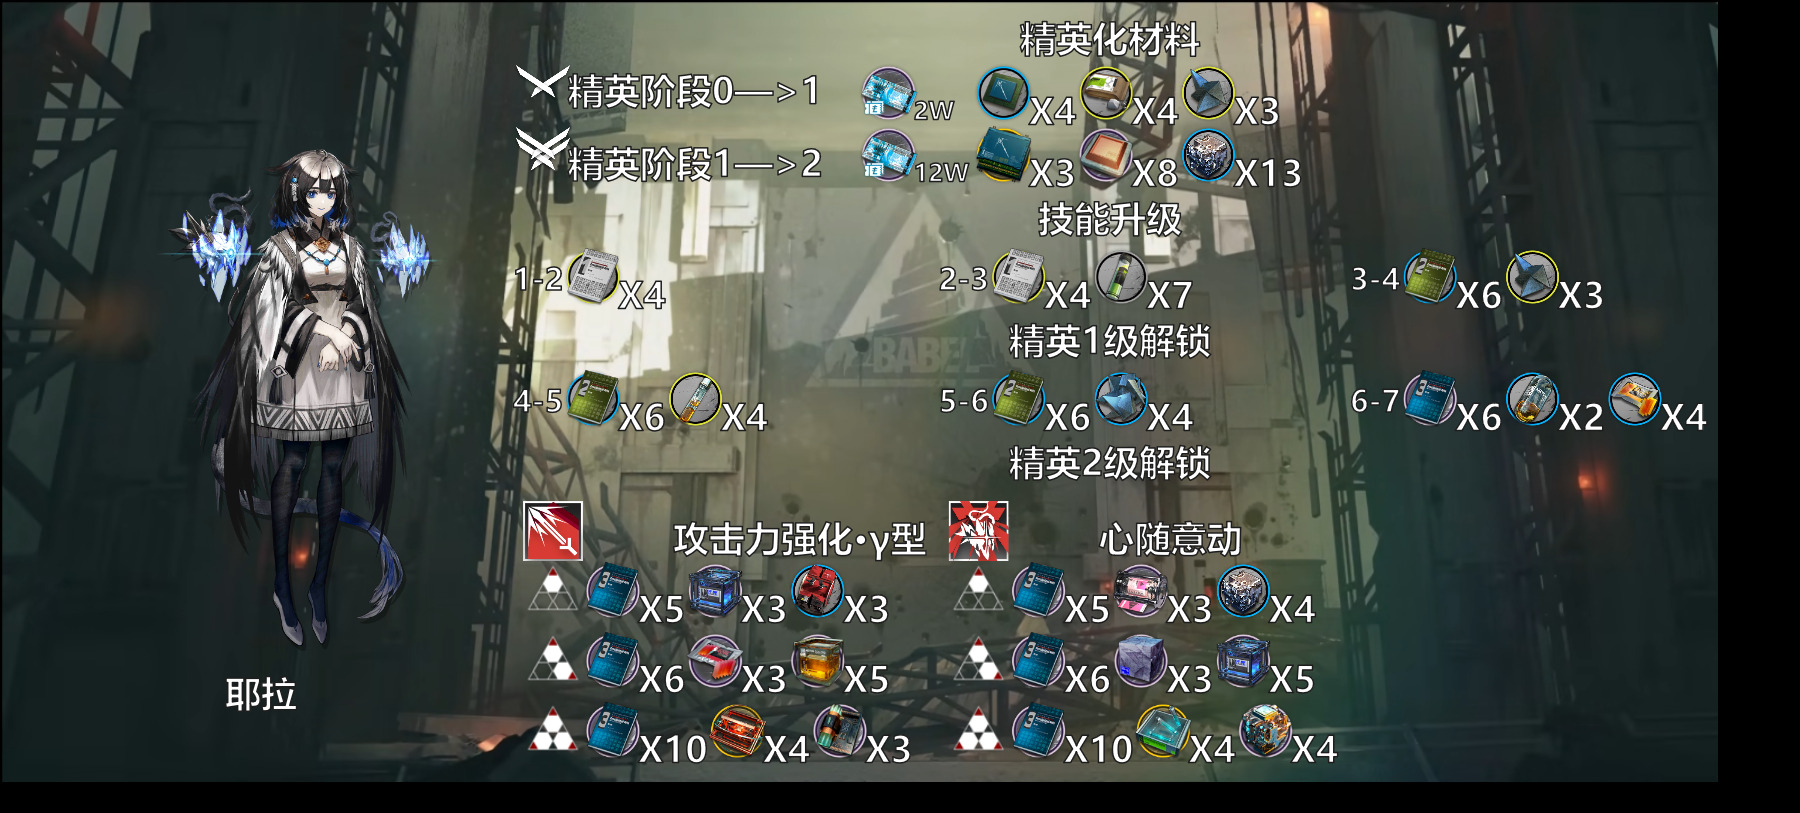 精英化材料
精英阶段0—>1 2W X4 X4 X3
精英阶段1—>2 12W X3 X8 X13
技能升级
1-2 X4 2-3 X4 X7 3-4 X6 X3
精英1级解锁
BABEL
4-5 X6 X4 5-6 X6 X4 6-7 X6 X2 X4
精英2级解锁
攻击力强化·γ型 心随意动
X5 X3 X3 X5 X3 X4
X6 X3 X5 X6 X3 X5
耶拉
X10 X4 X3 X10 X4 X4